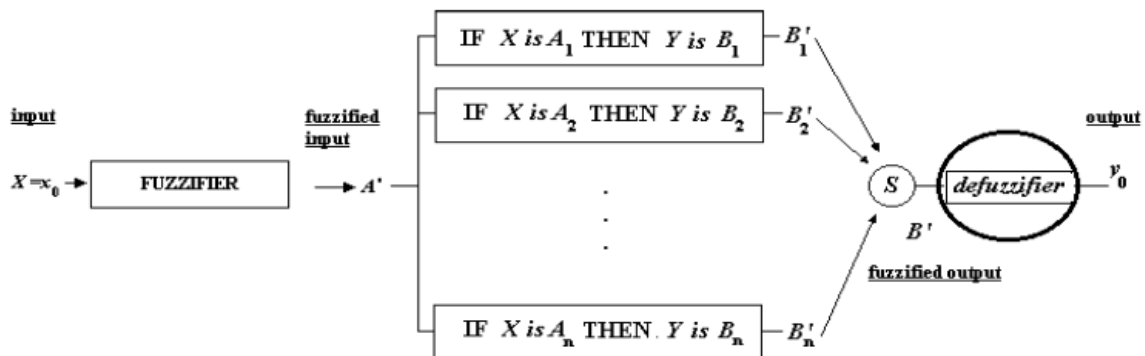 IF X is A1 THEN Y is B1 B1'
input
fuzzified input
IF X is A2 THEN Y is B2 B2'
output
X=x0 FUZZIFIER A' S defuzzifier y0
B'
fuzzified output
IF X is An THEN. Y is Bn Bn'